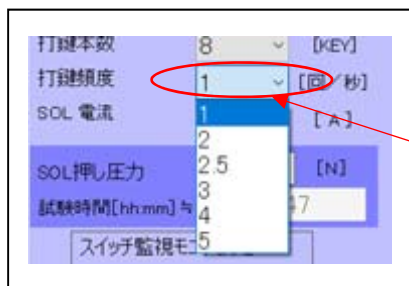 打鍵本数 8 [KEY]
打鍵頻度 1 [回/秒]
SOL 電流 1 [A]
2
SOL押し圧力 2.5 [N]
3
試験時間[hh:mm]≒ 4 47
スイッチ監視モ 5